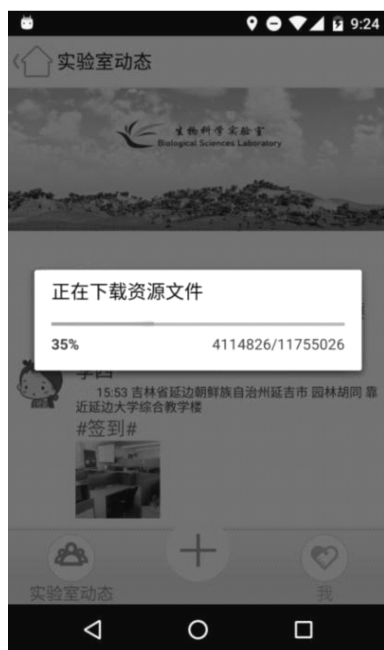 9:24
实验室动态
生物科学实验室
Biological Sciences Laboratory
正在下载资源文件
35%
4114826/11755026
李四
15:53 吉林省延边朝鲜族自治州延吉市 园林胡同 靠
近延边大学综合教学楼
#签到#
实验室动态
我